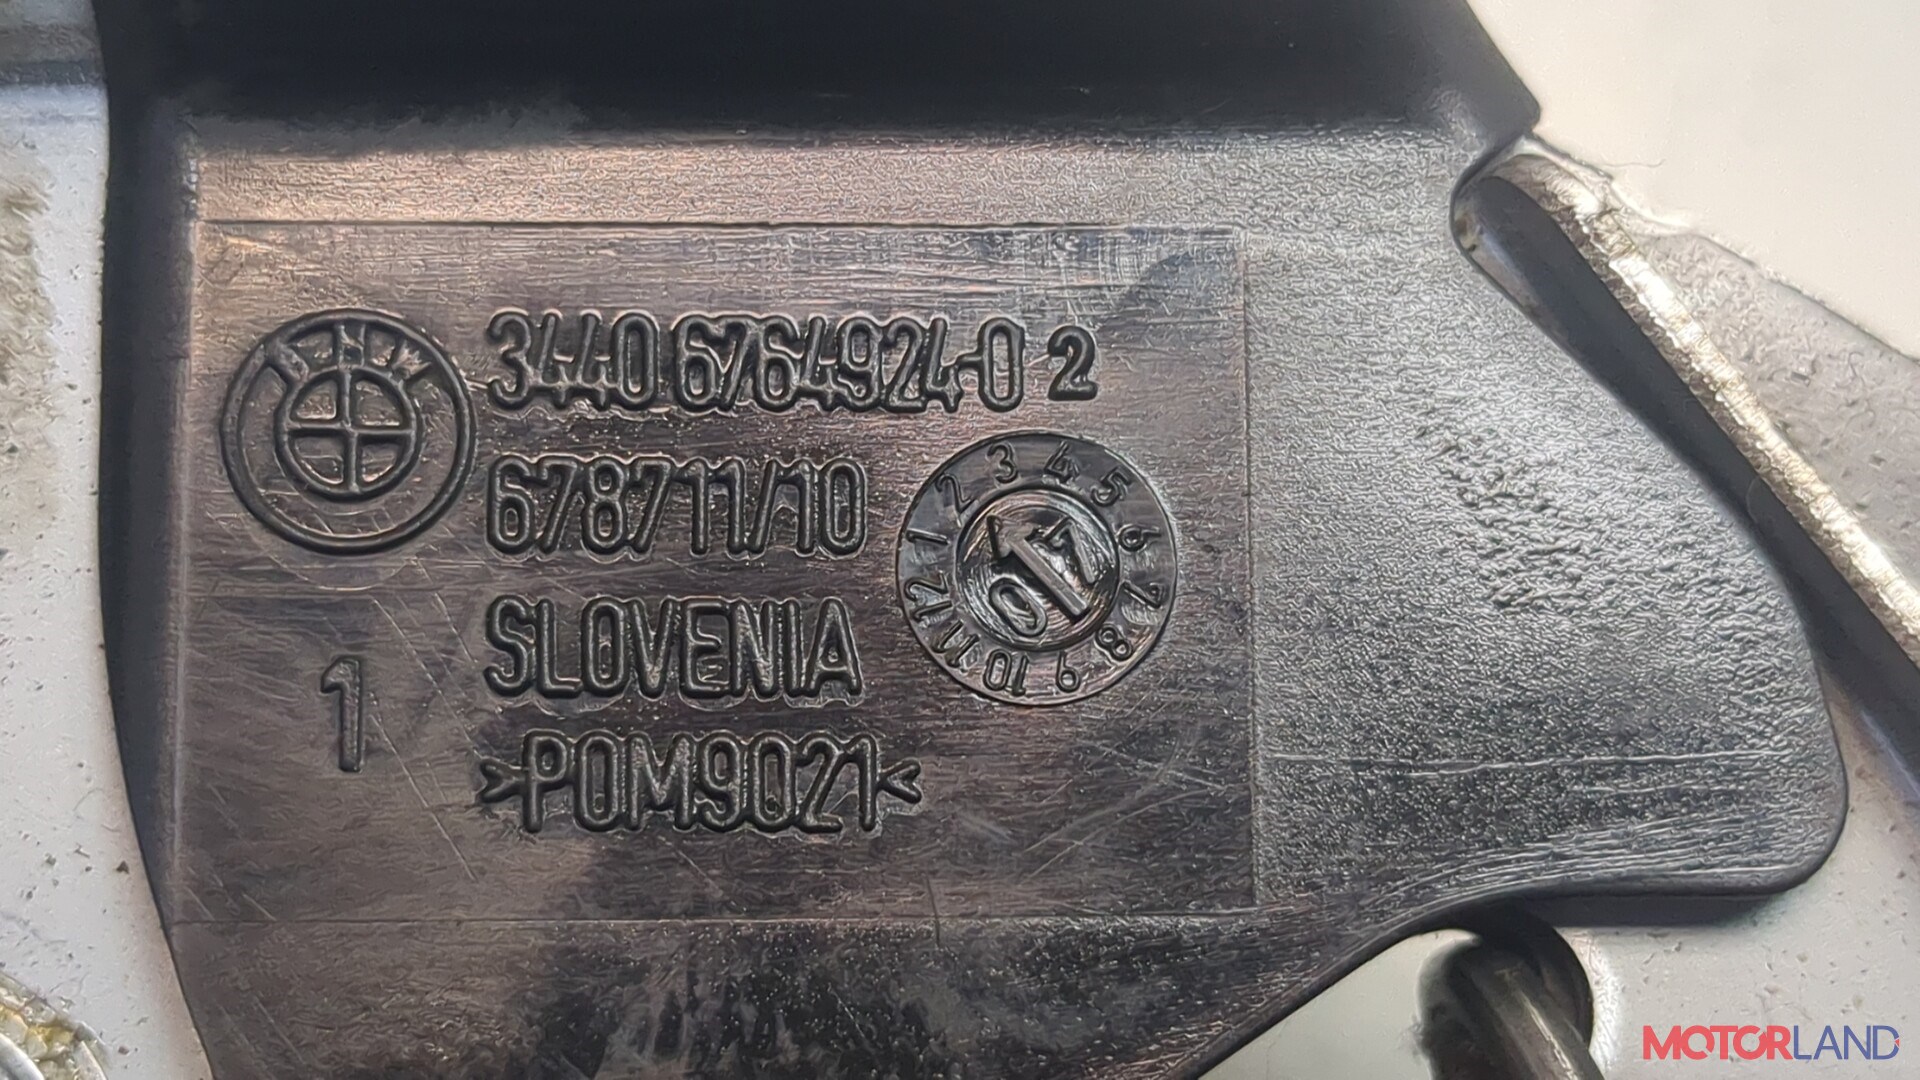 BMW
3440 6764924-0 2
678711/10
1 2 3 4 5 6 7 8 9 10 11 12
SLOVENIA
1
>POM9021<
MOTORLAND